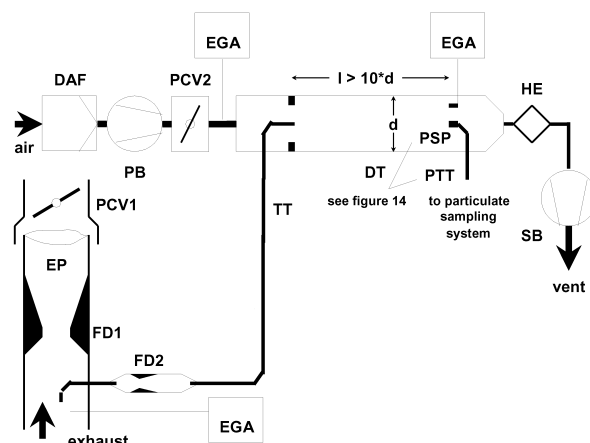 EGA
EGA
DAF
PCV2
l > 10*d
HE
d
air
PB
PSP
DT
PTT
see figure 14
to particulate
sampling
system
PCV1
TT
SB
EP
vent
FD1
FD2
EGA
exhaust